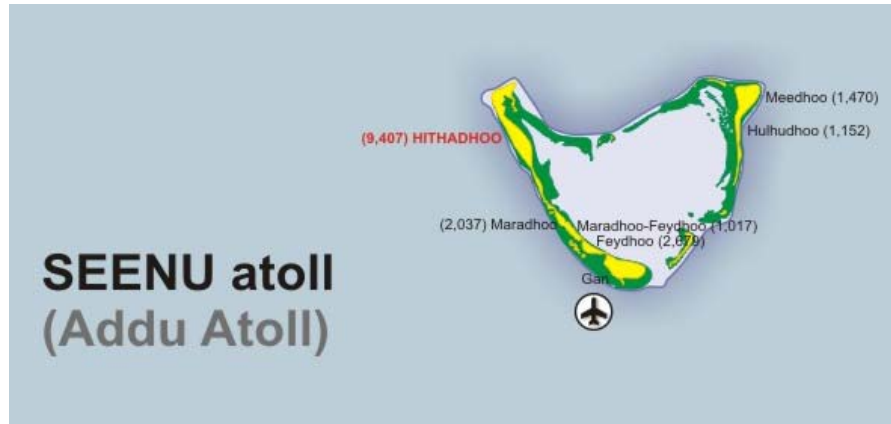 Meedhoo (1,470)
Hulhudhoo (1,152)
(9,407) HITHADHOO
(2,037) Maradhoo
Maradhoo-Feydhoo (1,017)
Feydhoo (2,679)
Gan
SEENU atoll
(Addu Atoll)